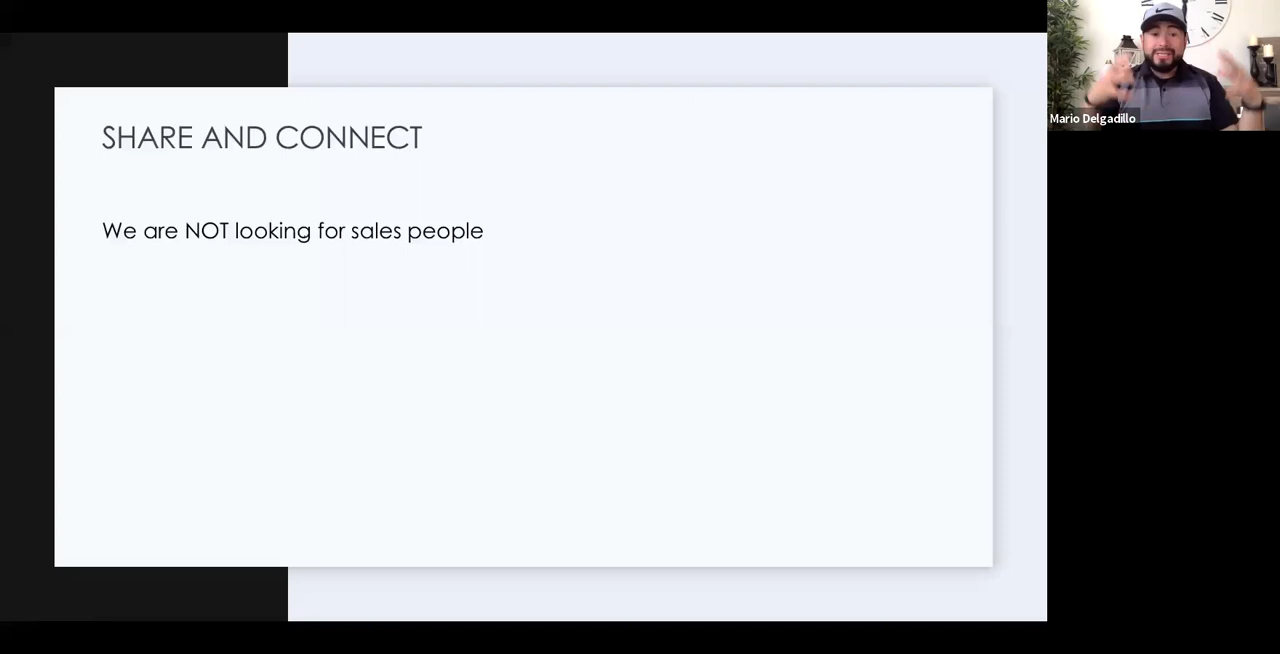 SHARE AND CONNECT
We are NOT looking for sales people
Mario Delgadillo